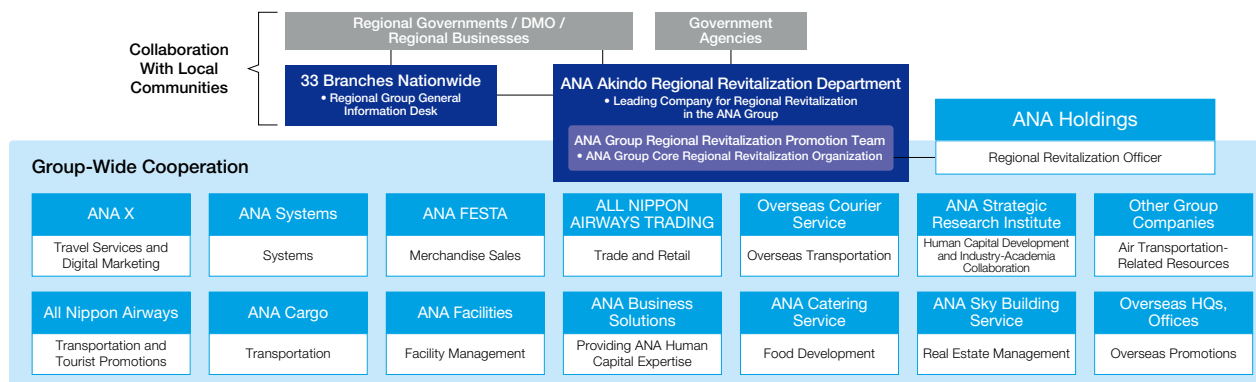 Collaboration
With Local
Communities
Regional Governments / DMO /
Regional Businesses
Government
Agencies
33 Branches Nationwide
• Regional Group General
Information Desk
ANA Akindo Regional Revitalization Department
• Leading Company for Regional Revitalization
in the ANA Group
ANA Group Regional Revitalization Promotion Team
• ANA Group Core Regional Revitalization Organization
ANA Holdings
Regional Revitalization Officer
Group-Wide Cooperation
ANA X
Travel Services and
Digital Marketing
ANA Systems
Systems
ANA FESTA
Merchandise Sales
ALL NIPPON
AIRWAYS TRADING
Trade and Retail
Overseas Courier
Service
Overseas Transportation
ANA Strategic
Research Institute
Human Capital Development
and Industry-Academia
Collaboration
Other Group
Companies
Air Transportation-
Related Resources
All Nippon Airways
Transportation and
Tourist Promotions
ANA Cargo
Transportation
ANA Facilities
Facility Management
ANA Business
Solutions
Providing ANA Human
Capital Expertise
ANA Catering
Service
Food Development
ANA Sky Building
Service
Real Estate Management
Overseas HQs,
Offices
Overseas Promotions